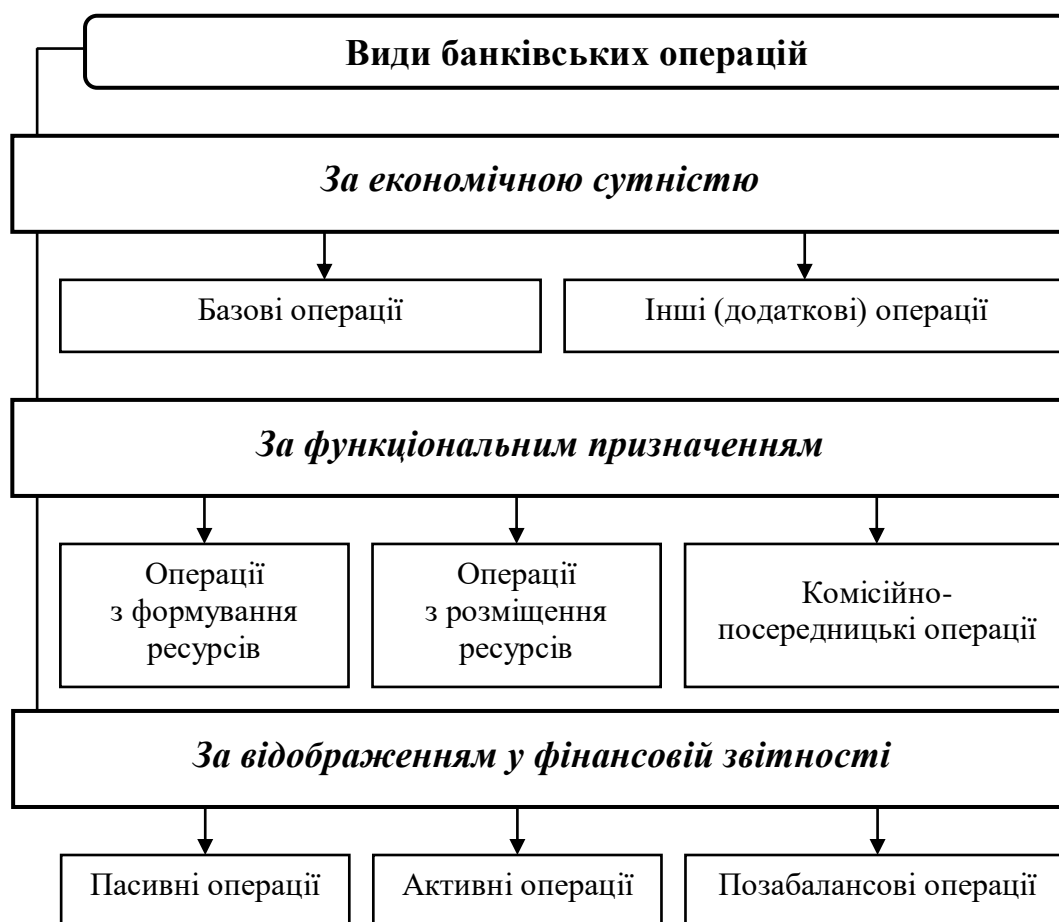 Види банківських операцій
За економічною сутністю
Базові операції
Інші (додаткові) операції
За функціональним призначенням
Операції
з формування
ресурсів
Операції
з розміщення
ресурсів
Комісійно-
посередницькі операції
За відображенням у фінансовій звітності
Пасивні операції
Активні операції
Позабалансові операції